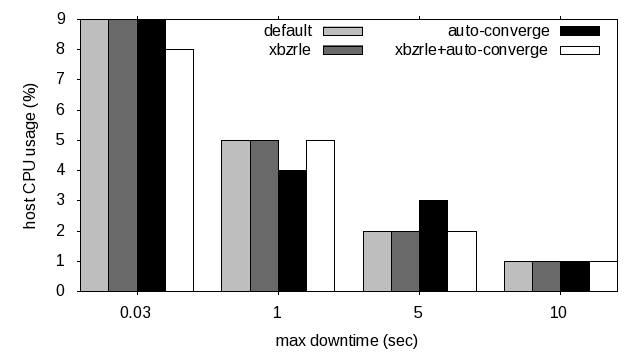 host CPU usage (%)
9
8
7
6
5
4
3
2
1
0
default
xbzrle
auto-converge
xbzrle+auto-converge
0.03 1 5 10
max downtime (sec)